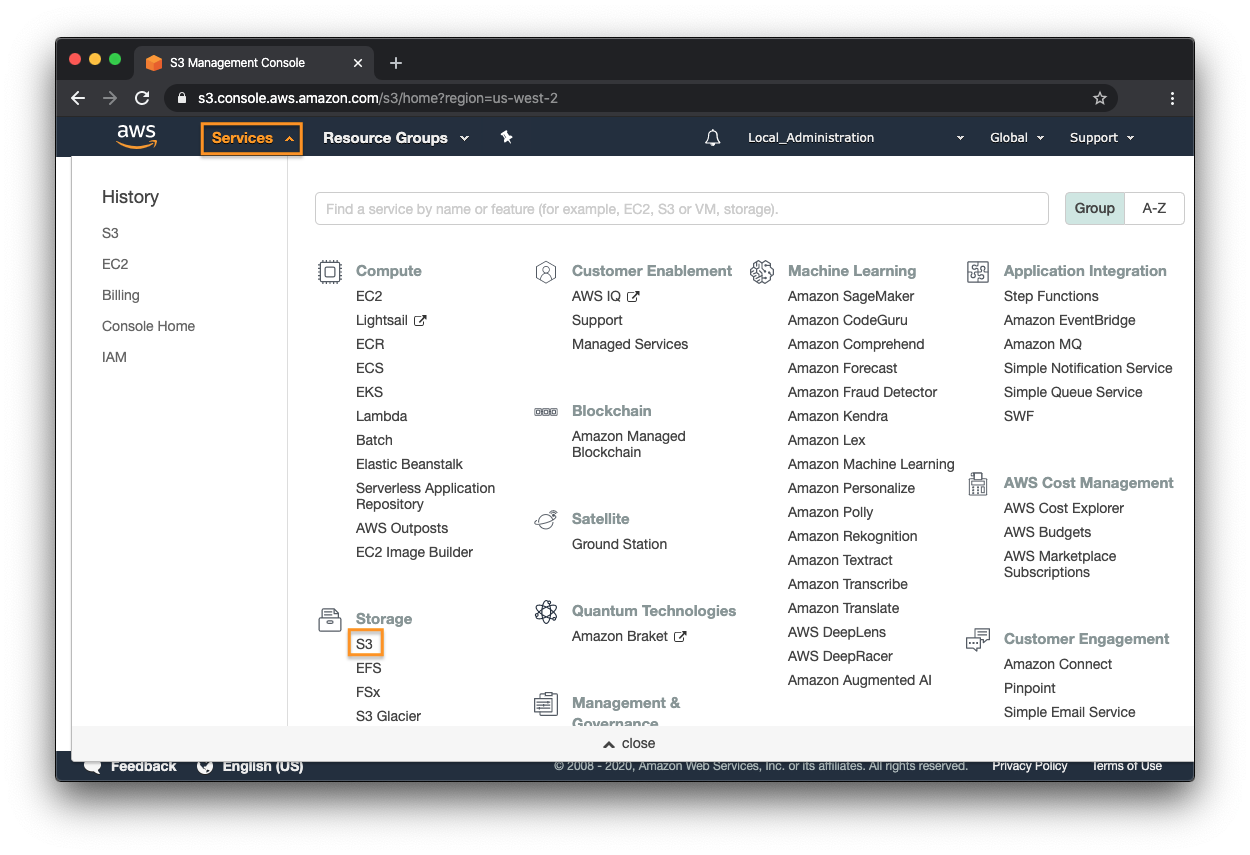 S3 Management Console
s3.console.aws.amazon.com/s3/home?region=us-west-2
aws
Services
Resource Groups
Local_Administration
Global
Support
History
S3
EC2
Billing
Console Home
IAM
Find a service by name or feature (for example, EC2, S3 or VM, storage).
Group
A-Z
Compute
EC2
Lightsail
ECR
ECS
EKS
Lambda
Batch
Elastic Beanstalk
Serverless Application
Repository
AWS Outposts
EC2 Image Builder
Storage
S3
EFS
FSx
S3 Glacier
Customer Enablement
AWS IQ
Support
Managed Services
Blockchain
Amazon Managed
Blockchain
Satellite
Ground Station
Quantum Technologies
Amazon Braket
Management &
Governance
Machine Learning
Amazon SageMaker
Amazon CodeGuru
Amazon Comprehend
Amazon Forecast
Amazon Fraud Detector
Amazon Kendra
Amazon Lex
Amazon Machine Learning
Amazon Personalize
Amazon Polly
Amazon Rekognition
Amazon Textract
Amazon Transcribe
Amazon Translate
AWS DeepLens
AWS DeepRacer
Amazon Augmented AI
Application Integration
Step Functions
Amazon EventBridge
Amazon MQ
Simple Notification Service
Simple Queue Service
SWF
AWS Cost Management
AWS Cost Explorer
AWS Budgets
AWS Marketplace
Subscriptions
Customer Engagement
Amazon Connect
Pinpoint
Simple Email Service
close
Feedback
English (US)
© 2008 - 2020, Amazon Web Services, Inc. or its affiliates. All rights reserved.
Privacy Policy
Terms of Use